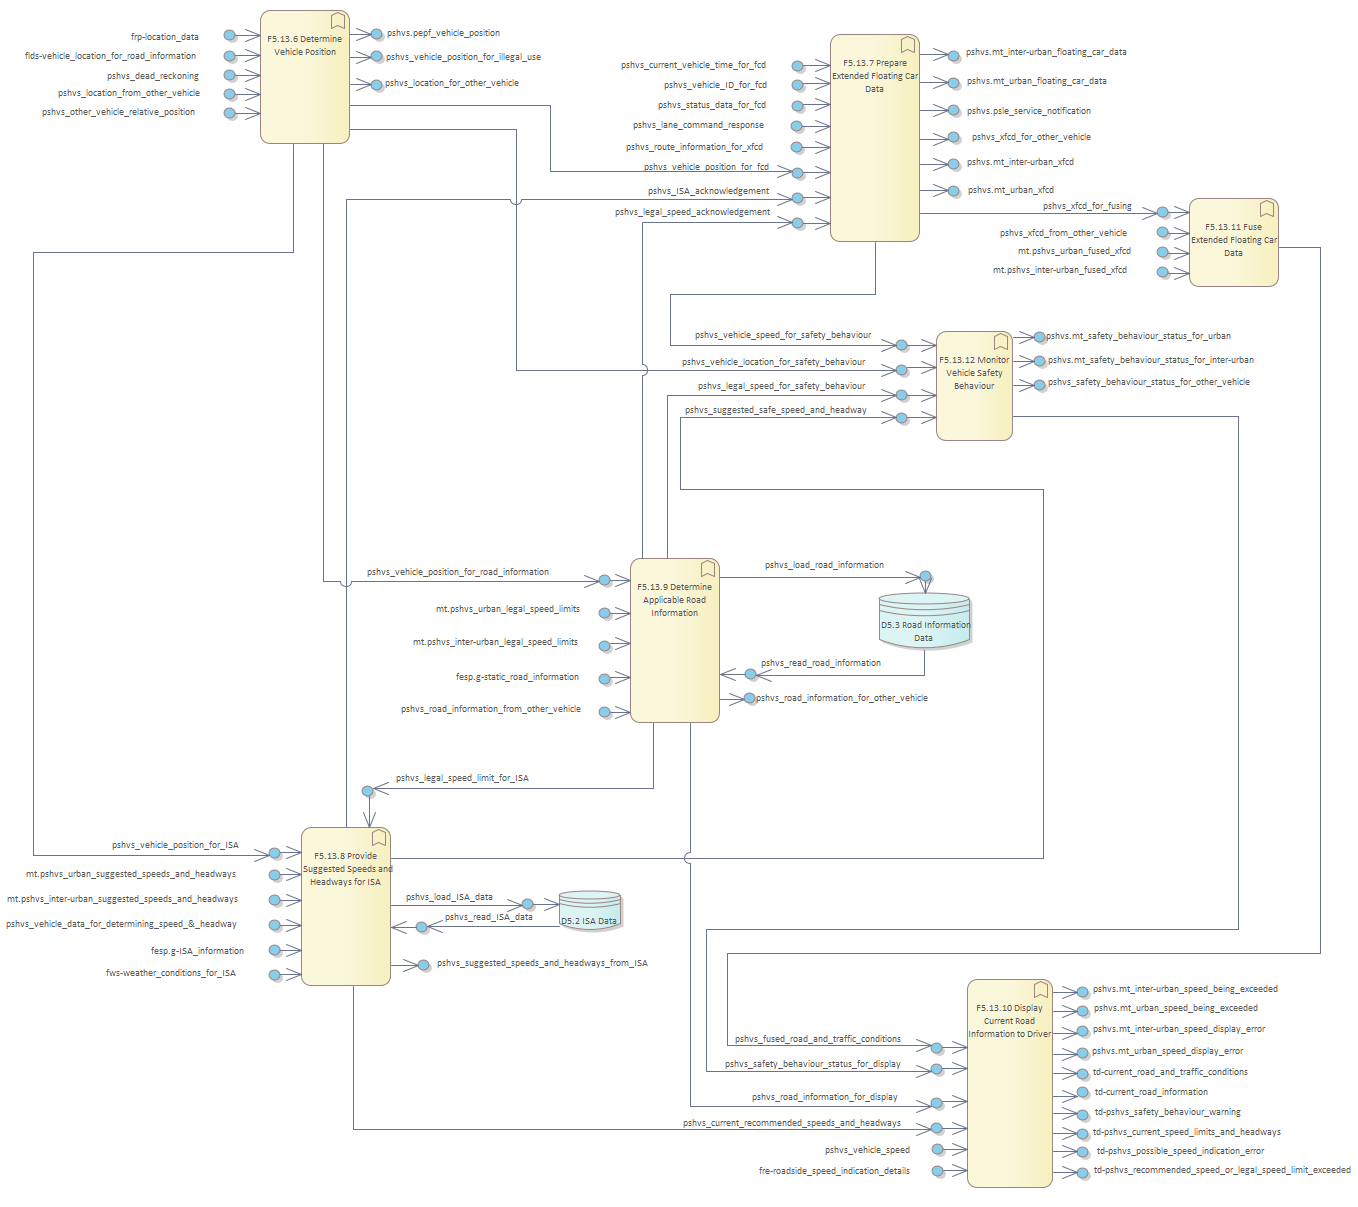 frp-location_data
flds-vehicle_location_for_road_information
pshvs_dead_reckoning
pshvs_location_from_other_vehicle
pshvs_other_vehicle_relative_position
F5.13.6 Determine
Vehicle Position
pshvs.pepf_vehicle_position
pshvs_vehicle_position_for_illegal_use
pshvs_location_for_other_vehicle
pshvs_current_vehicle_time_for_fcd
pshvs_vehicle_ID_for_fcd
pshvs_status_data_for_fcd
pshvs_lane_command_response
pshvs_route_information_for_xfcd
pshvs_vehicle_position_for_fcd
pshvs_ISA_acknowledgement
pshvs_legal_speed_acknowledgement
F5.13.7 Prepare
Extended Floating Car
Data
pshvs.mt_inter-urban_floating_car_data
pshvs.mt_urban_floating_car_data
pshvs.psle_service_notification
pshvs_xfcd_for_other_vehicle
pshvs.mt_inter-urban_xfcd
pshvs.mt_urban_xfcd
pshvs_xfcd_for_fusing
pshvs_xfcd_from_other_vehicle
mt.pshvs_urban_fused_xfcd
mt.pshvs_inter-urban_fused_xfcd
F5.13.11 Fuse
Extended Floating Car
Data
pshvs_vehicle_speed_for_safety_behaviour
pshvs_vehicle_location_for_safety_behaviour
pshvs_legal_speed_for_safety_behaviour
pshvs_suggested_safe_speed_and_headway
F5.13.12 Monitor
Vehicle Safety
Behaviour
pshvs.mt_safety_behaviour_status_for_urban
pshvs.mt_safety_behaviour_status_for_inter-urban
pshvs_safety_behaviour_status_for_other_vehicle
pshvs_vehicle_position_for_road_information
mt.pshvs_urban_legal_speed_limits
mt.pshvs_inter-urban_legal_speed_limits
fesp.g-static_road_information
pshvs_road_information_from_other_vehicle
F5.13.9 Determine
Applicable Road
Information
pshvs_load_road_information
D5.3 Road Information
Data
pshvs_read_road_information
pshvs_road_information_for_other_vehicle
pshvs_legal_speed_limit_for_ISA
pshvs_vehicle_position_for_ISA
mt.pshvs_urban_suggested_speeds_and_headways
mt.pshvs_inter-urban_suggested_speeds_and_headways
pshvs_vehicle_data_for_determining_speed_&_headway
fesp.g-ISA_information
fws-weather_conditions_for_ISA
F5.13.8 Provide
Suggested Speeds and
Headways for ISA
pshvs_load_ISA_data
pshvs_read_ISA_data
D5.2 ISA Data
pshvs_suggested_speeds_and_headways_from_ISA
pshvs_fused_road_and_traffic_conditions
pshvs_safety_behaviour_status_for_display
pshvs_road_information_for_display
pshvs_current_recommended_speeds_and_headways
pshvs_vehicle_speed
fre-roadside_speed_indication_details
F5.13.10 Display
Current Road
Information to Driver
pshvs.mt_inter-urban_speed_being_exceeded
pshvs.mt_urban_speed_being_exceeded
pshvs.mt_inter-urban_speed_display_error
pshvs.mt_urban_speed_display_error
td-current_road_and_traffic_conditions
td-current_road_information
td-pshvs_safety_behaviour_warning
td-pshvs_current_speed_limits_and_headways
td-pshvs_possible_speed_indication_error
td-pshvs_recommended_speed_or_legal_speed_limit_exceeded